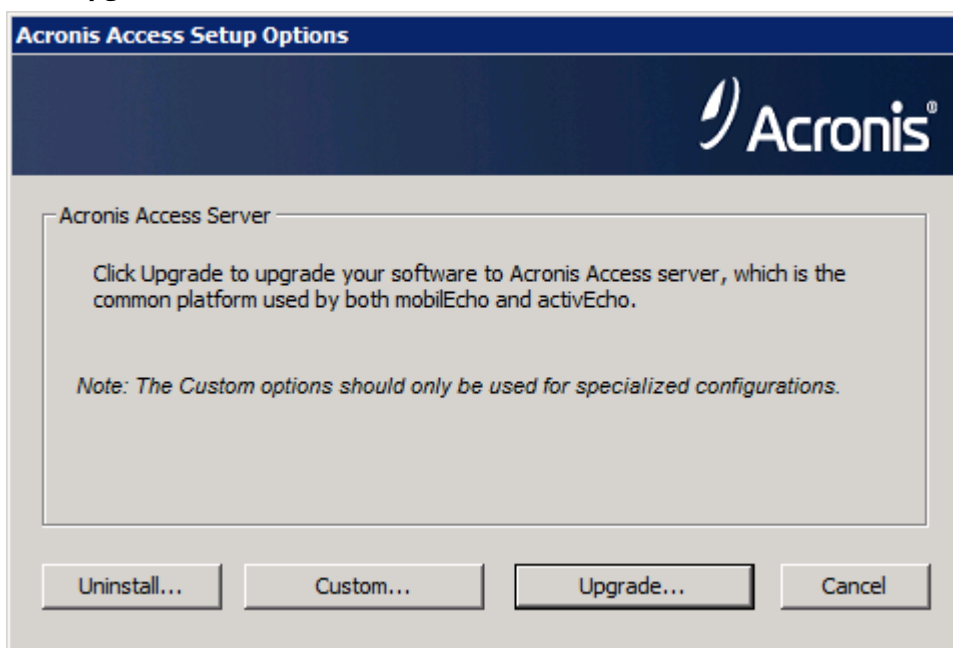 Acronis Access Setup Options
Acronis®
Acronis Access Server
Click Upgrade to upgrade your software to Acronis Access server, which is the
common platform used by both mobilEcho and activEcho.
Note: The Custom options should only be used for specialized configurations.
Uninstall...
Custom...
Upgrade...
Cancel